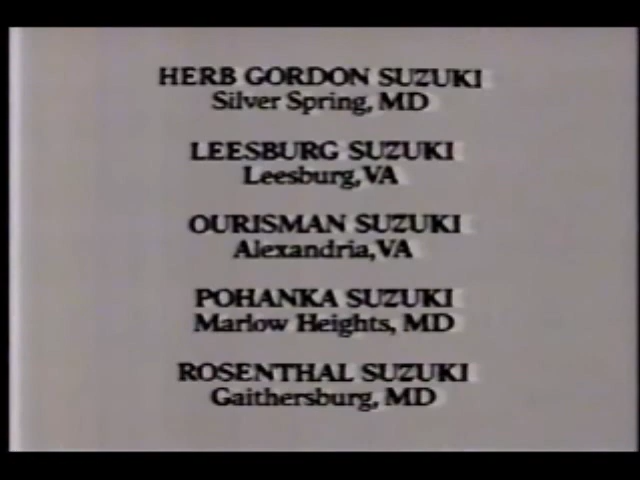 HERB GORDON SUZUKI
Silver Spring, MD
LEESBURG SUZUKI
Leesburg, VA
OURISMAN SUZUKI
Alexandria, VA
POHANKA SUZUKI
Marlow Heights, MD
ROSENTHAL SUZUKI
Gaithersburg, MD